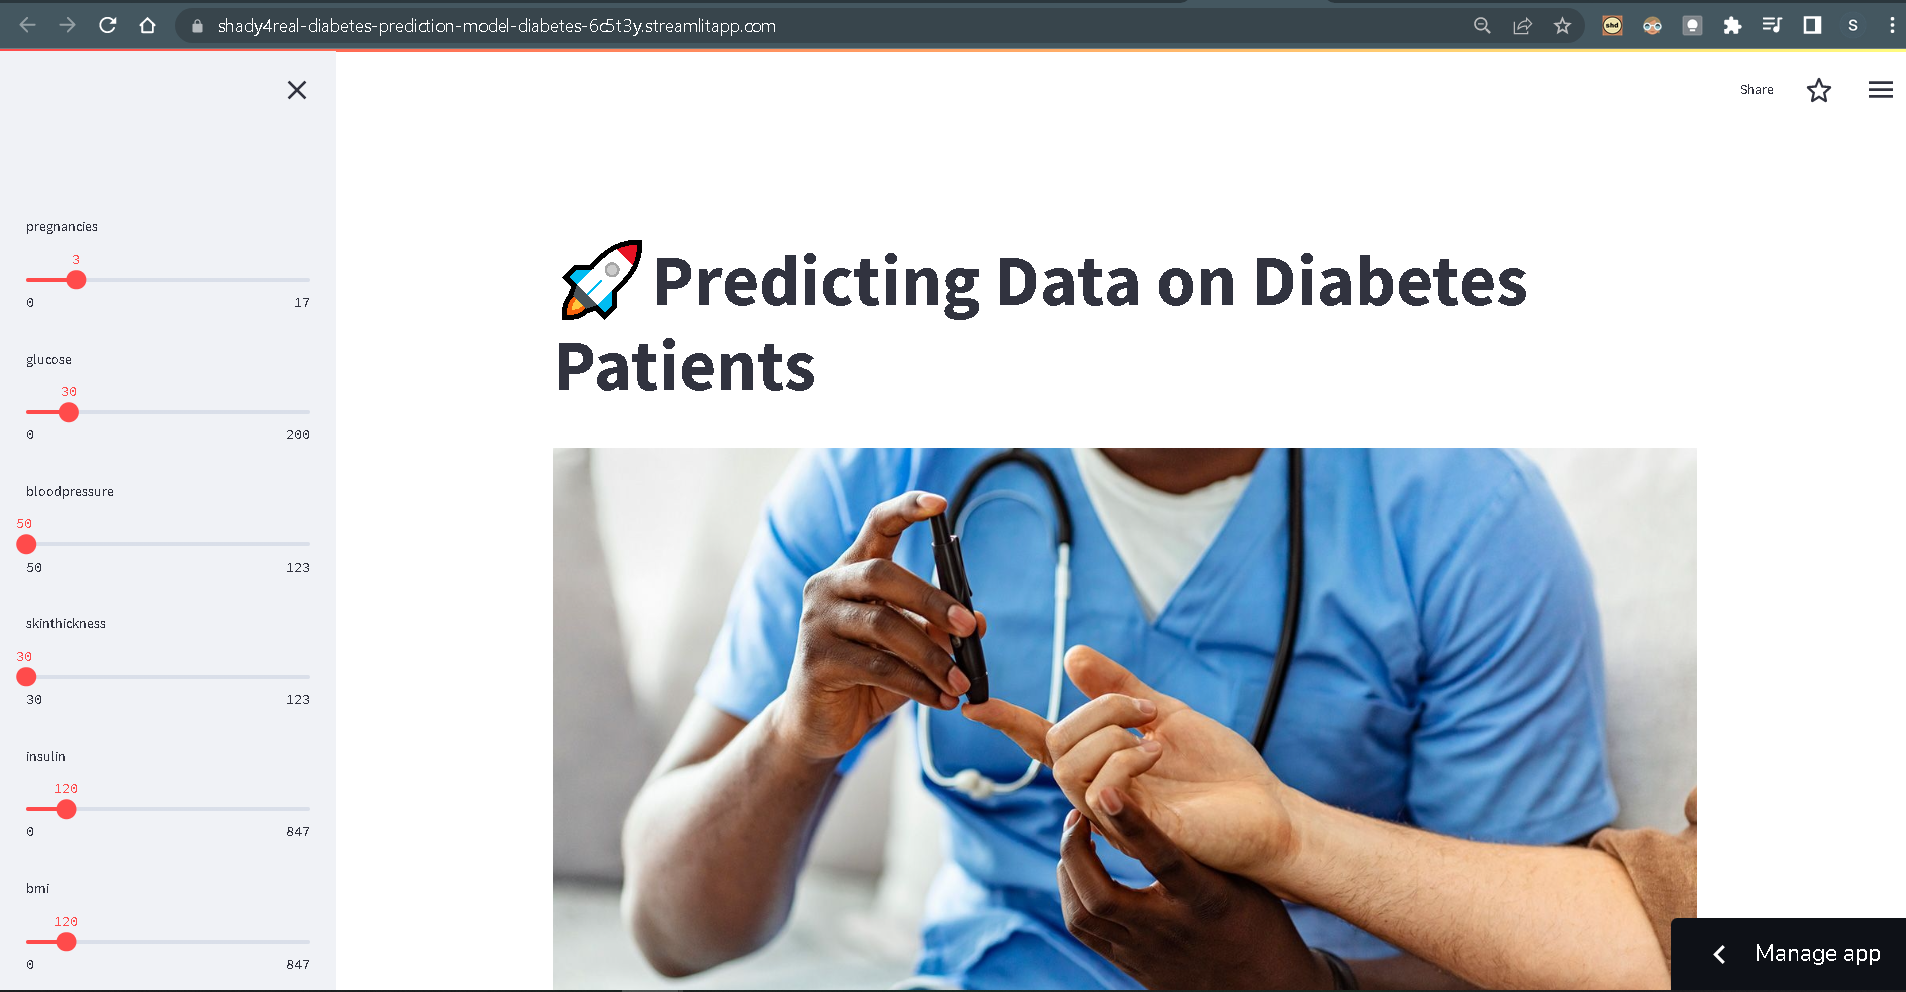 shady4real-diabetes-prediction-model-diabetes-6c5t3y.streamlitapp.com
shd
S
Share
pregnancies
3
0 17
glucose
30
0 200
bloodpressure
50
50 123
skinthickness
30
30 123
insulin
120
0 847
bmi
120
0 847
Predicting Data on Diabetes
Patients
Manage app